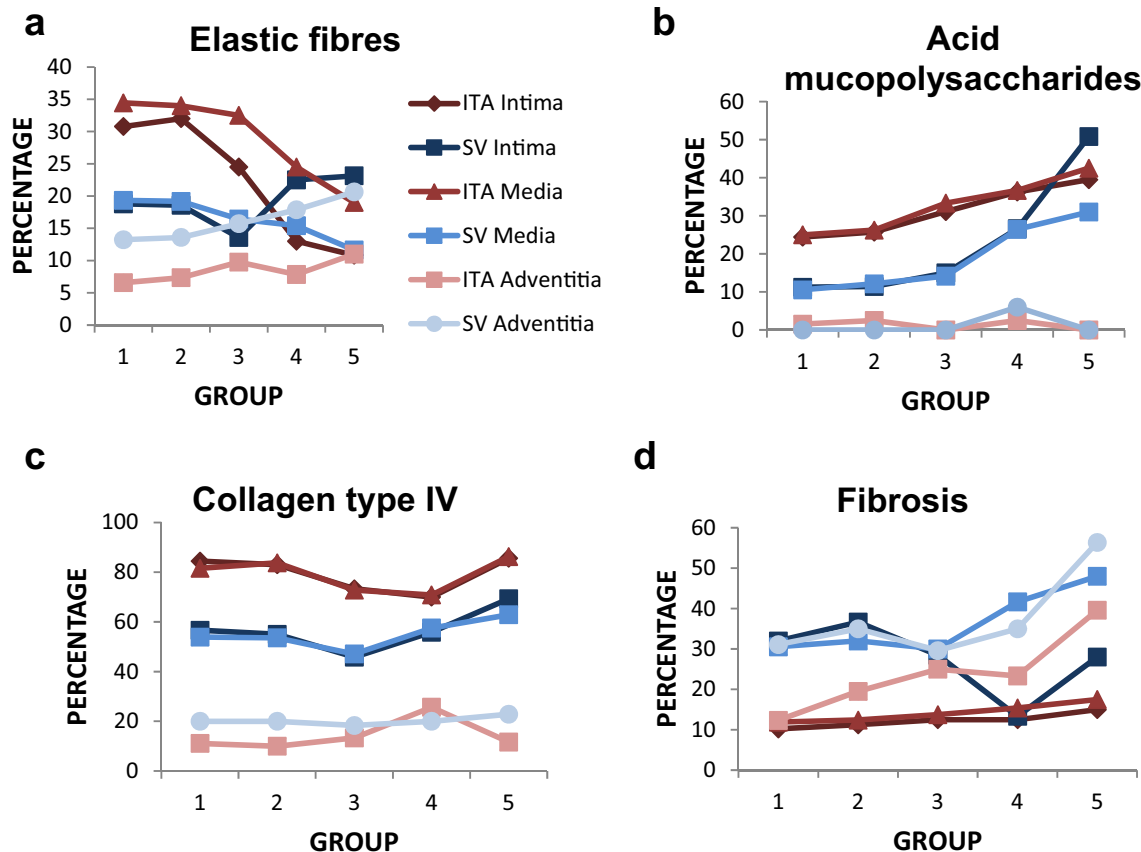 a
Elastic fibres
PERCENTAGE
40
35
30
25
20
15
10
5
0
1 2 3 4 5
GROUP
ITA Intima
SV Intima
ITA Media
SV Media
ITA Adventitia
SV Adventitia
b
Acid
mucopolysaccharides
PERCENTAGE
60
50
40
30
20
10
0
1 2 3 4 5
GROUP
c
Collagen type IV
PERCENTAGE
100
80
60
40
20
0
1 2 3 4 5
GROUP
d
Fibrosis
PERCENTAGE
60
50
40
30
20
10
0
1 2 3 4 5
GROUP